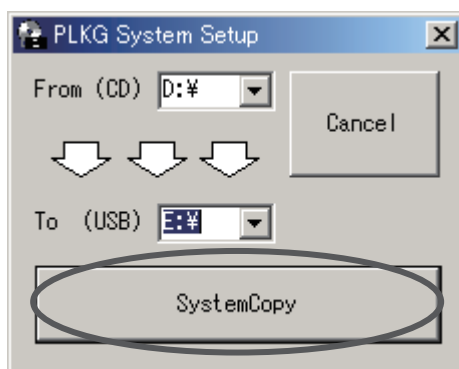 PLKG System Setup
From (CD) D:¥
Cancel
To (USB) E:¥
SystemCopy